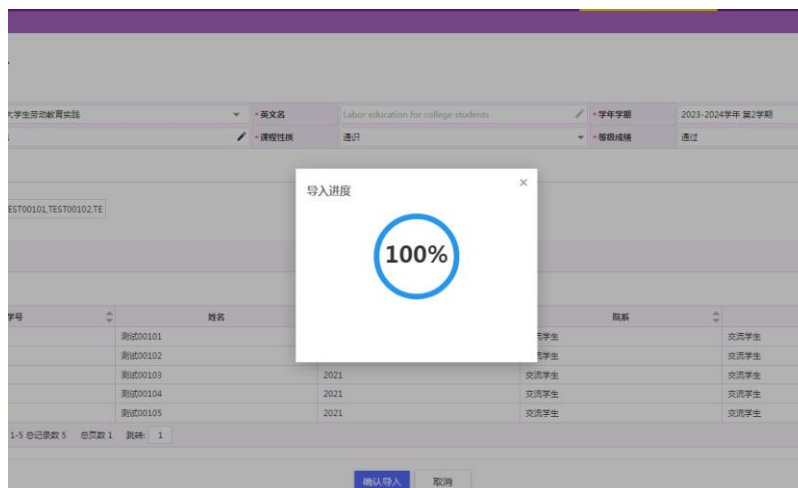 大学生劳动教育实践 *英文名 Labor education for college students *学年学期 2023-2024学年 第2学期
*课程性质 通识 *等级成绩 通过
导入进度 ×
100%
EST00101,TEST00102,TE
学号 姓名 院系
测试00101 交流学生 交流学生
测试00102 交流学生 交流学生
测试00103 2021 交流学生 交流学生
测试00104 2021 交流学生 交流学生
测试00105 2021 交流学生 交流学生
1-5 总记录数 5 总页数 1 跳转: 1
确认导入 取消